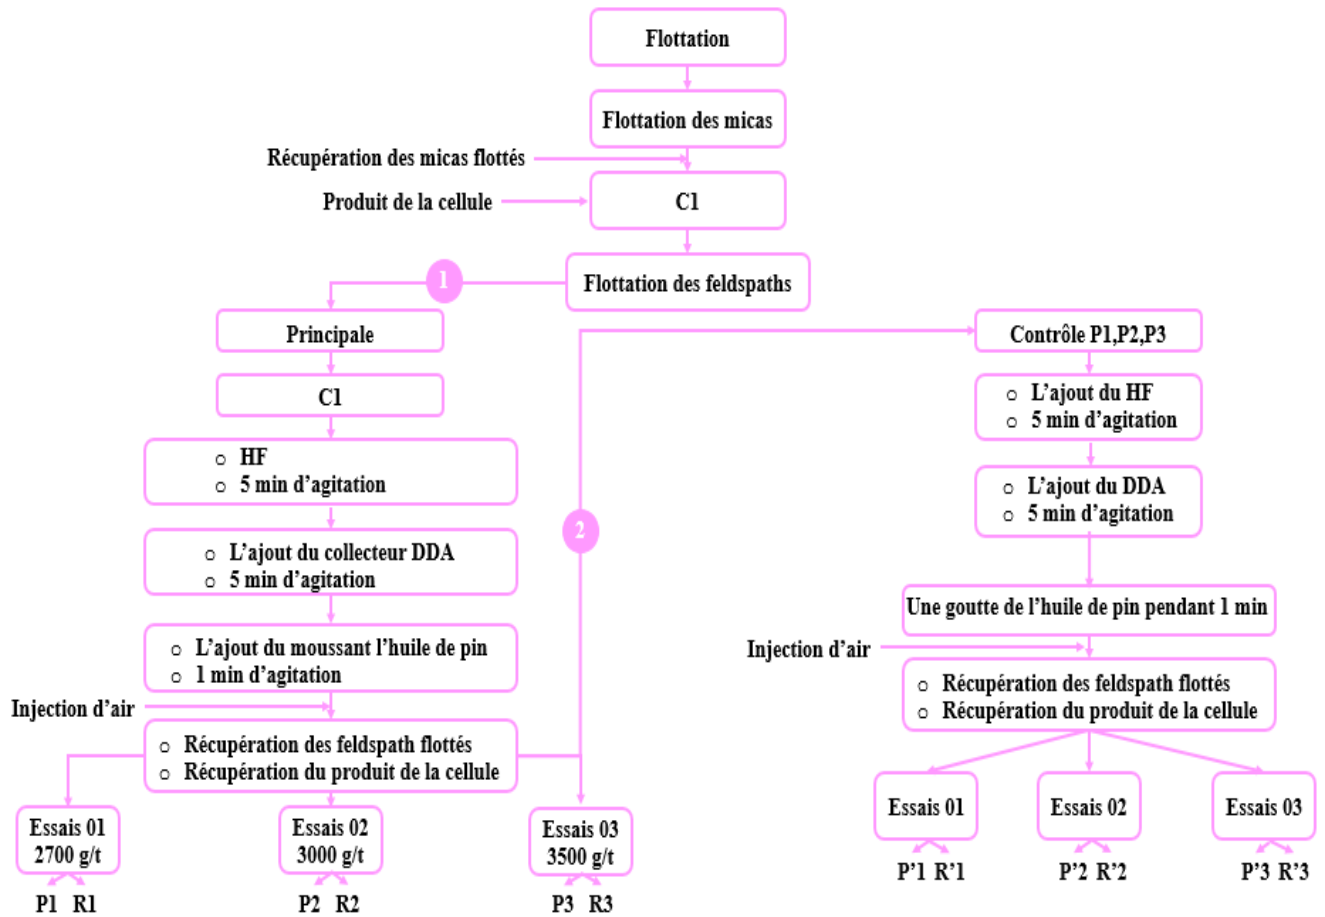 Flottation
Flottation des micas
Récupération des micas flottés
Produit de la cellule
C1
Flottation des feldspaths
1
Principale
C1
o HF
o 5 min d'agitation
o L'ajout du collecteur DDA
o 5 min d'agitation
o L'ajout du moussant l'huile de pin
o 1 min d'agitation
Injection d'air
o Récupération des feldspath flottés
o Récupération du produit de la cellule
Essais 01
2700 g/t
Essais 02
3000 g/t
Essais 03
3500 g/t
P1 R1
P2 R2
P3 R3
2
Contrôle P1,P2,P3
o L'ajout du HF
o 5 min d'agitation
o L'ajout du DDA
o 5 min d'agitation
Une goutte de l'huile de pin pendant 1 min
Injection d'air
o Récupération des feldspath flottés
o Récupération du produit de la cellule
Essais 01
Essais 02
Essais 03
P'1 R'1
P'2 R'2
P'3 R'3